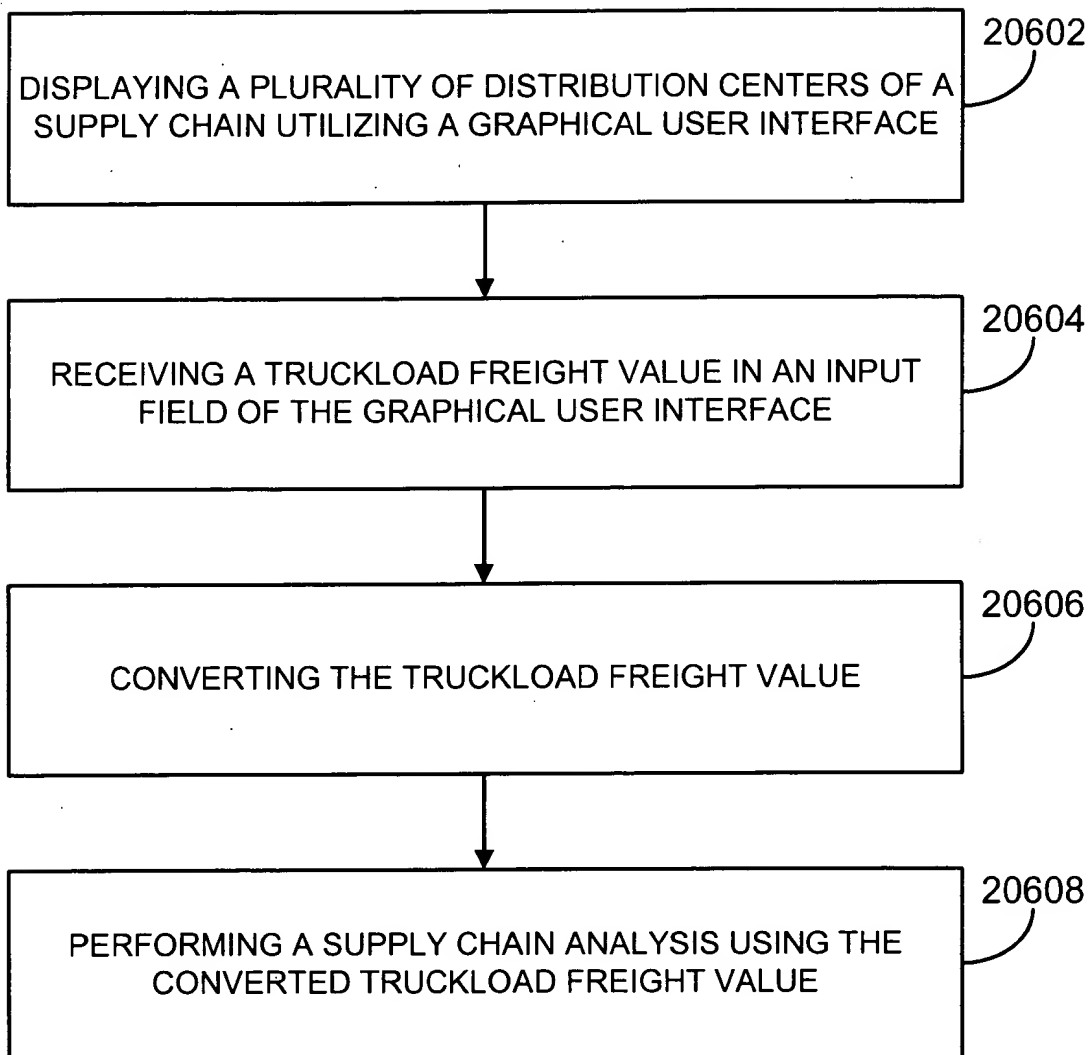 20602
DISPLAYING A PLURALITY OF DISTRIBUTION CENTERS OF A
SUPPLY CHAIN UTILIZING A GRAPHICAL USER INTERFACE
20604
RECEIVING A TRUCKLOAD FREIGHT VALUE IN AN INPUT
FIELD OF THE GRAPHICAL USER INTERFACE
20606
CONVERTING THE TRUCKLOAD FREIGHT VALUE
20608
PERFORMING A SUPPLY CHAIN ANALYSIS USING THE
CONVERTED TRUCKLOAD FREIGHT VALUE